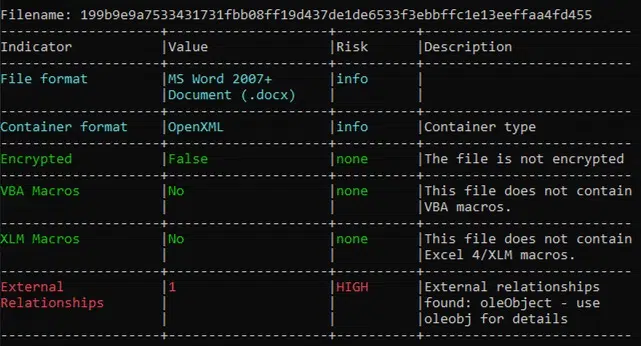 Filename: 199b9e9a7533431731fbb08ff19d437de1de6533f3ebbffc1e13eeffaa4fd455
--------------------+--------------------+----------+--------------------------
Indicator           |Value               |Risk      |Description
--------------------+--------------------+----------+--------------------------
File format         |MS Word 2007+       |info      |
                    |Document (.docx)    |          |
--------------------+--------------------+----------+--------------------------
Container format    |OpenXML             |info      |Container type
--------------------+--------------------+----------+--------------------------
Encrypted           |False               |none      |The file is not encrypted
--------------------+--------------------+----------+--------------------------
VBA Macros          |No                  |none      |This file does not contain
                    |                    |          |VBA macros.
--------------------+--------------------+----------+--------------------------
XLM Macros          |No                  |none      |This file does not contain
                    |                    |          |Excel 4/XLM macros.
--------------------+--------------------+----------+--------------------------
External            |1                   |HIGH      |External relationships
Relationships       |                    |          |found: oleObject - use
                    |                    |          |oleobj for details
--------------------+--------------------+----------+--------------------------